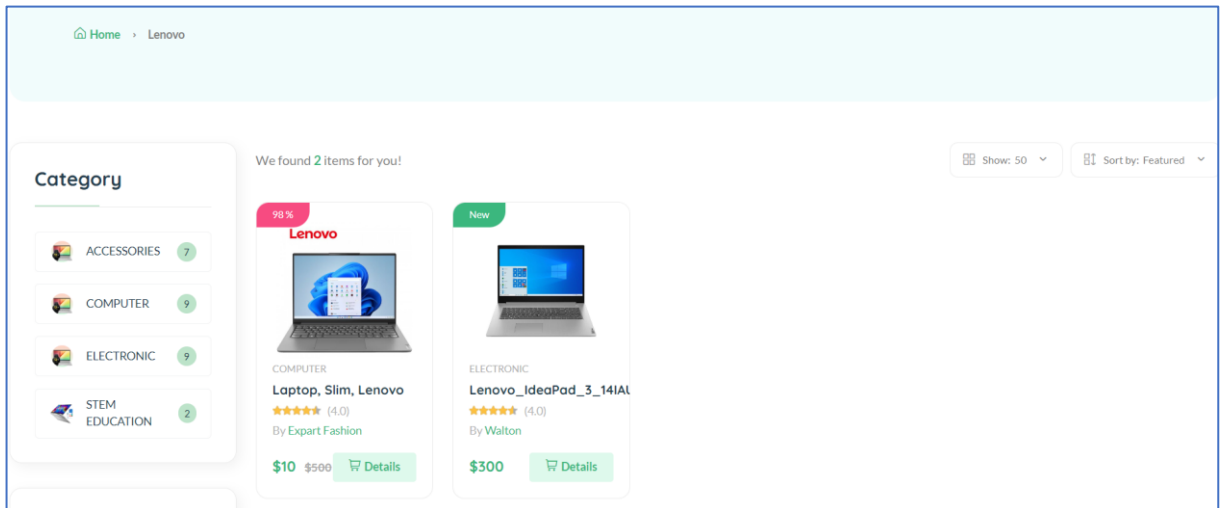 Home › Lenovo
We found 2 items for you!
Show: 50
Sort by: Featured
Category
ACCESSORIES 7
COMPUTER 9
ELECTRONIC 9
STEM
EDUCATION 2
98 %
Lenovo
COMPUTER
Laptop, Slim, Lenovo
(4.0)
By Expart Fashion
$10 $500 Details
New
ELECTRONIC
Lenovo_IdeaPad_3_14IAU
(4.0)
By Walton
$300 Details